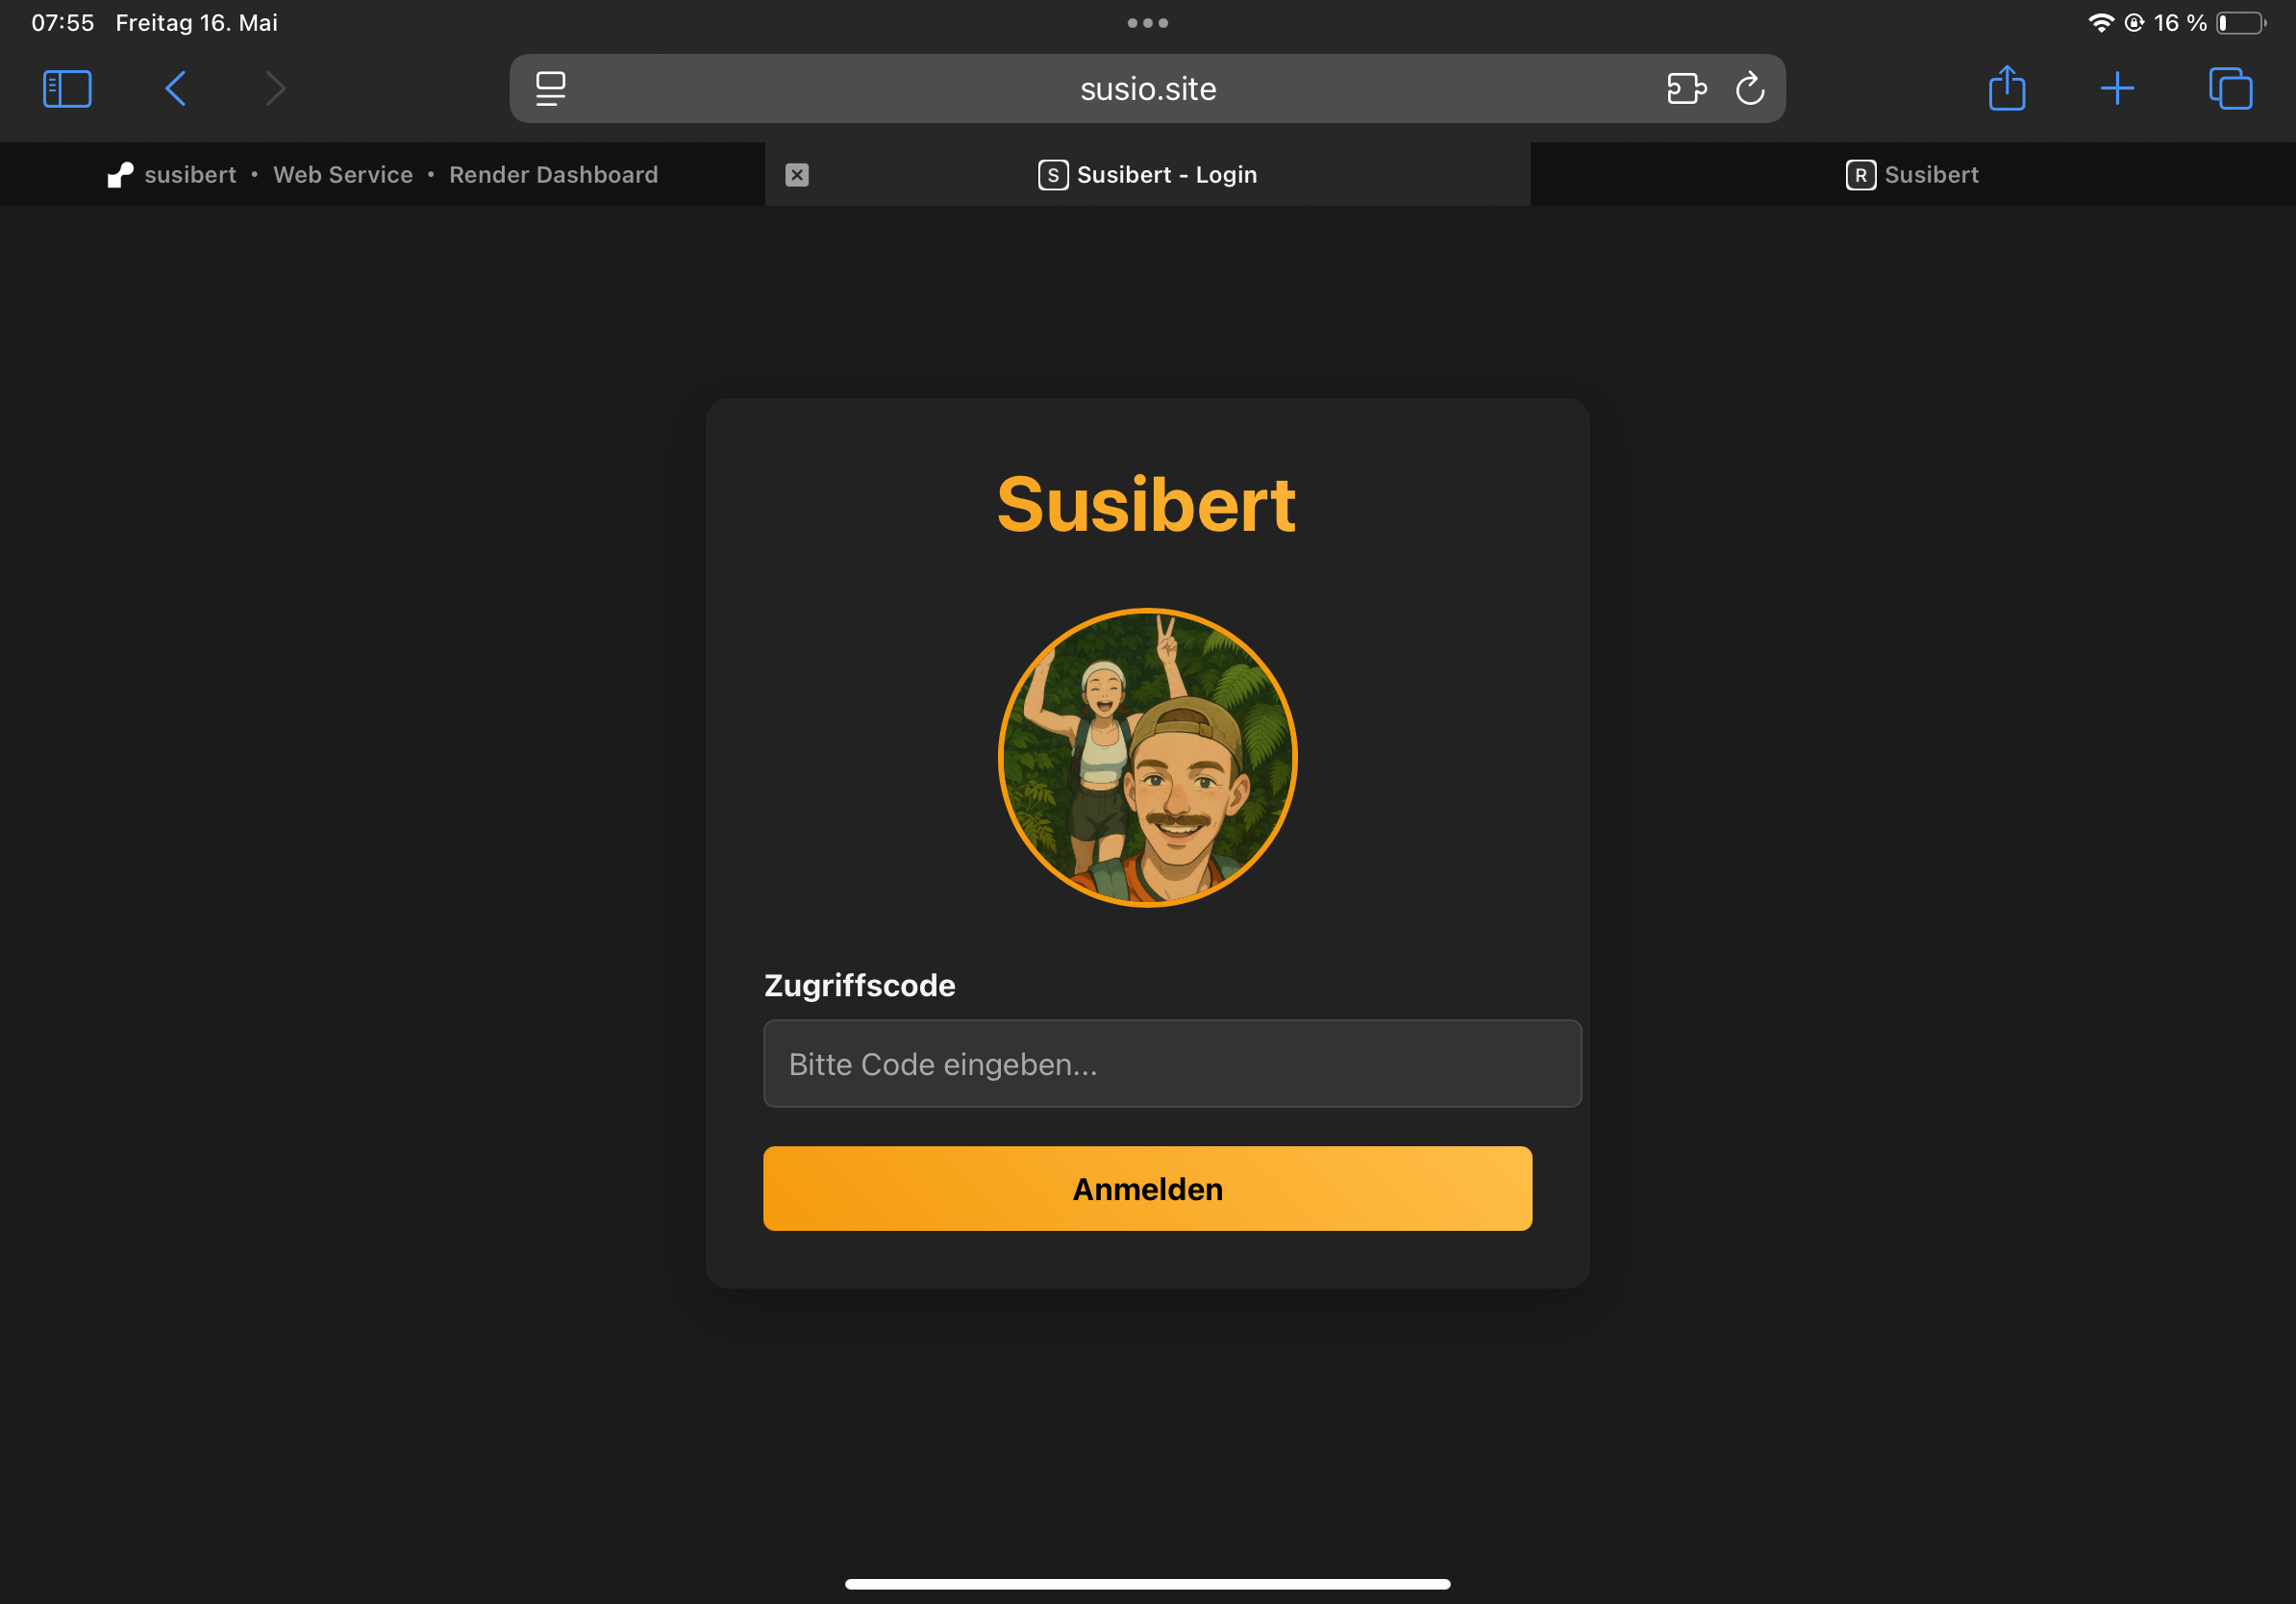 07:55 Freitag 16. Mai
16 %
susio.site
susibert • Web Service • Render Dashboard
S Susibert - Login
R Susibert
Susibert
Zugriffscode
Bitte Code eingeben...
Anmelden